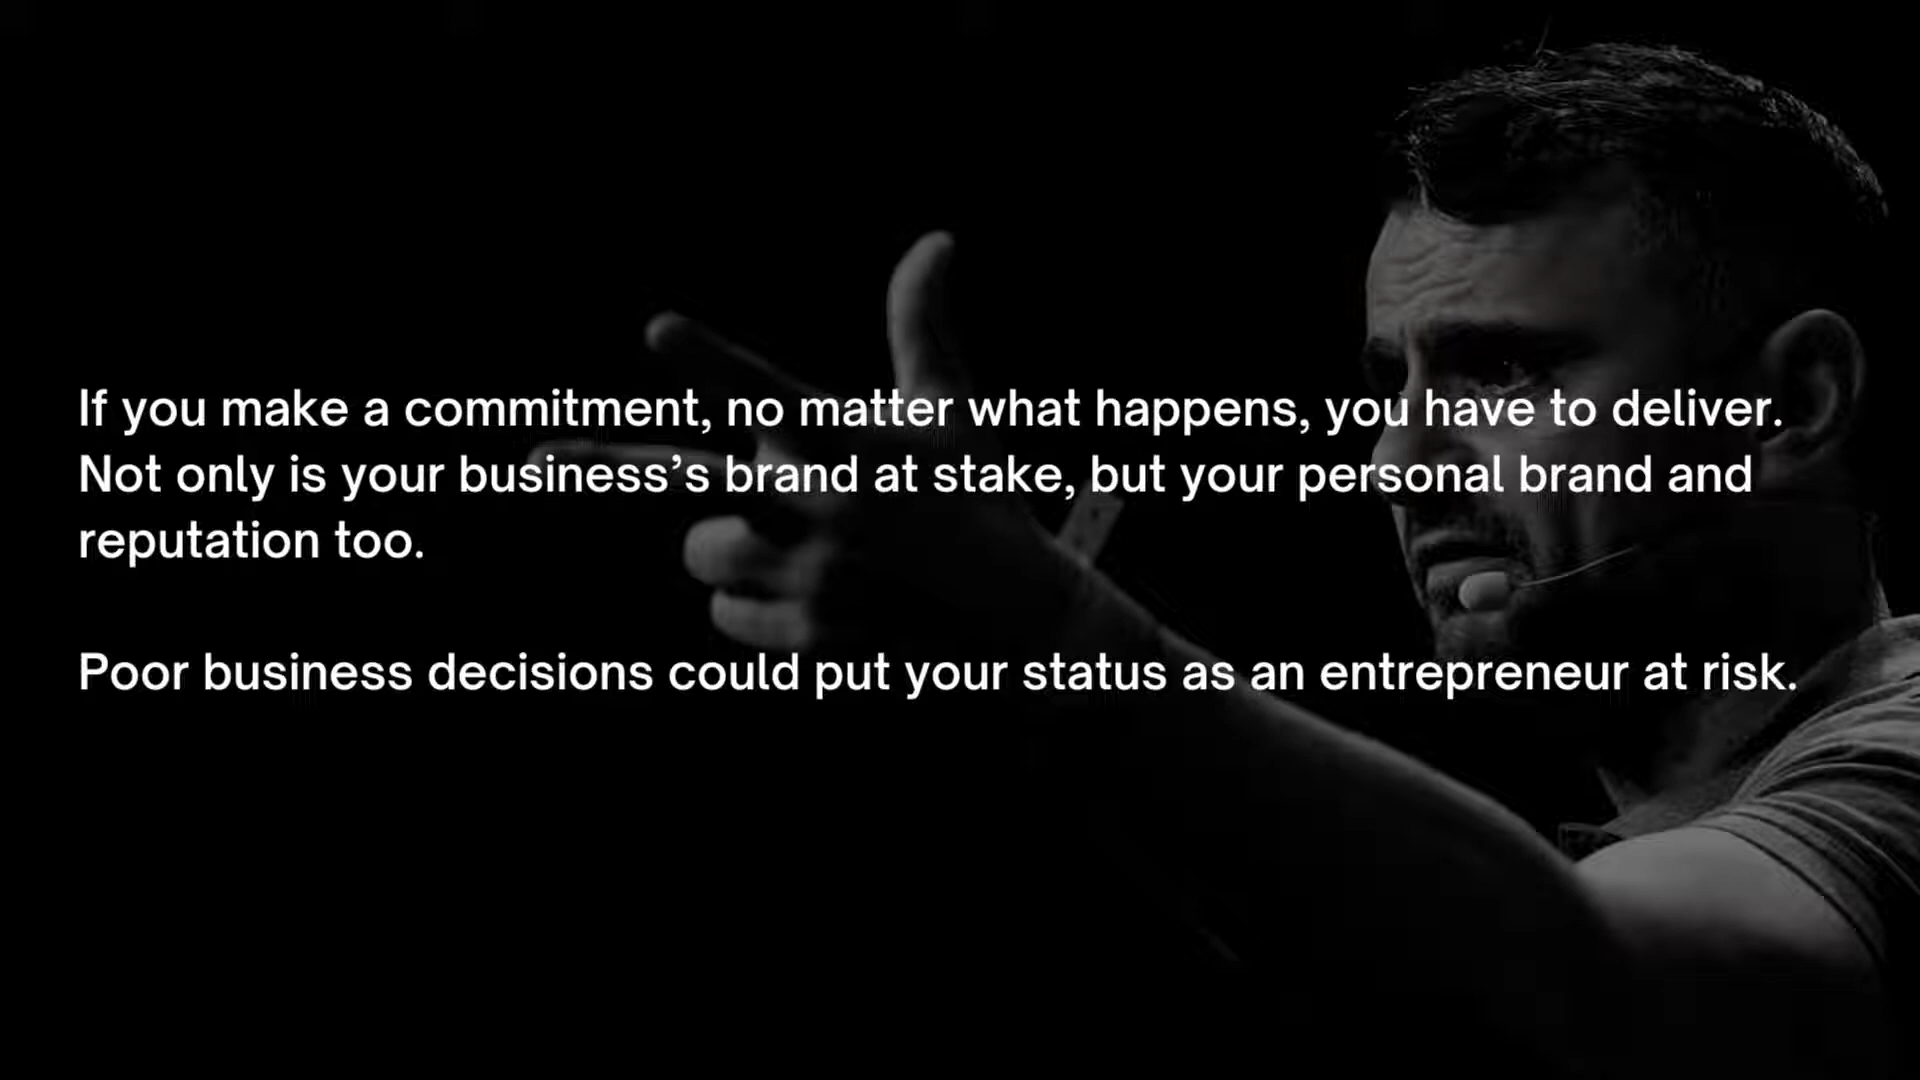 If you make a commitment, no matter what happens, you have to deliver.
Not only is your business’s brand at stake, but your personal brand and
reputation too.
Poor business decisions could put your status as an entrepreneur at risk.